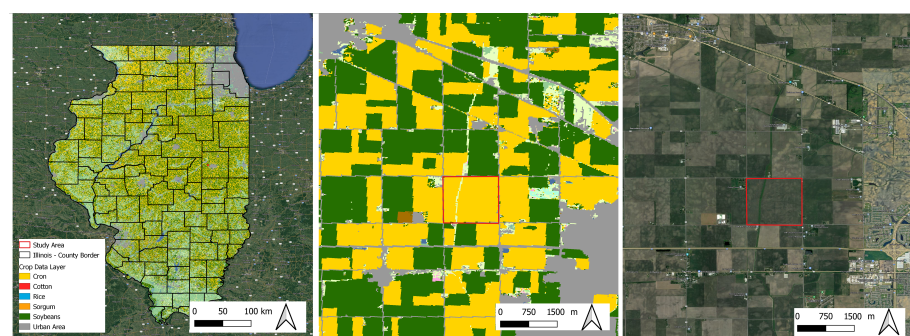 Study Area
Illinois - County Border
Crop Data Layer
Cron
Cotton
Rice
Sorgum
Soybeans
Urban Area
0 50 100 km
0 750 1500 m
0 750 1500 m